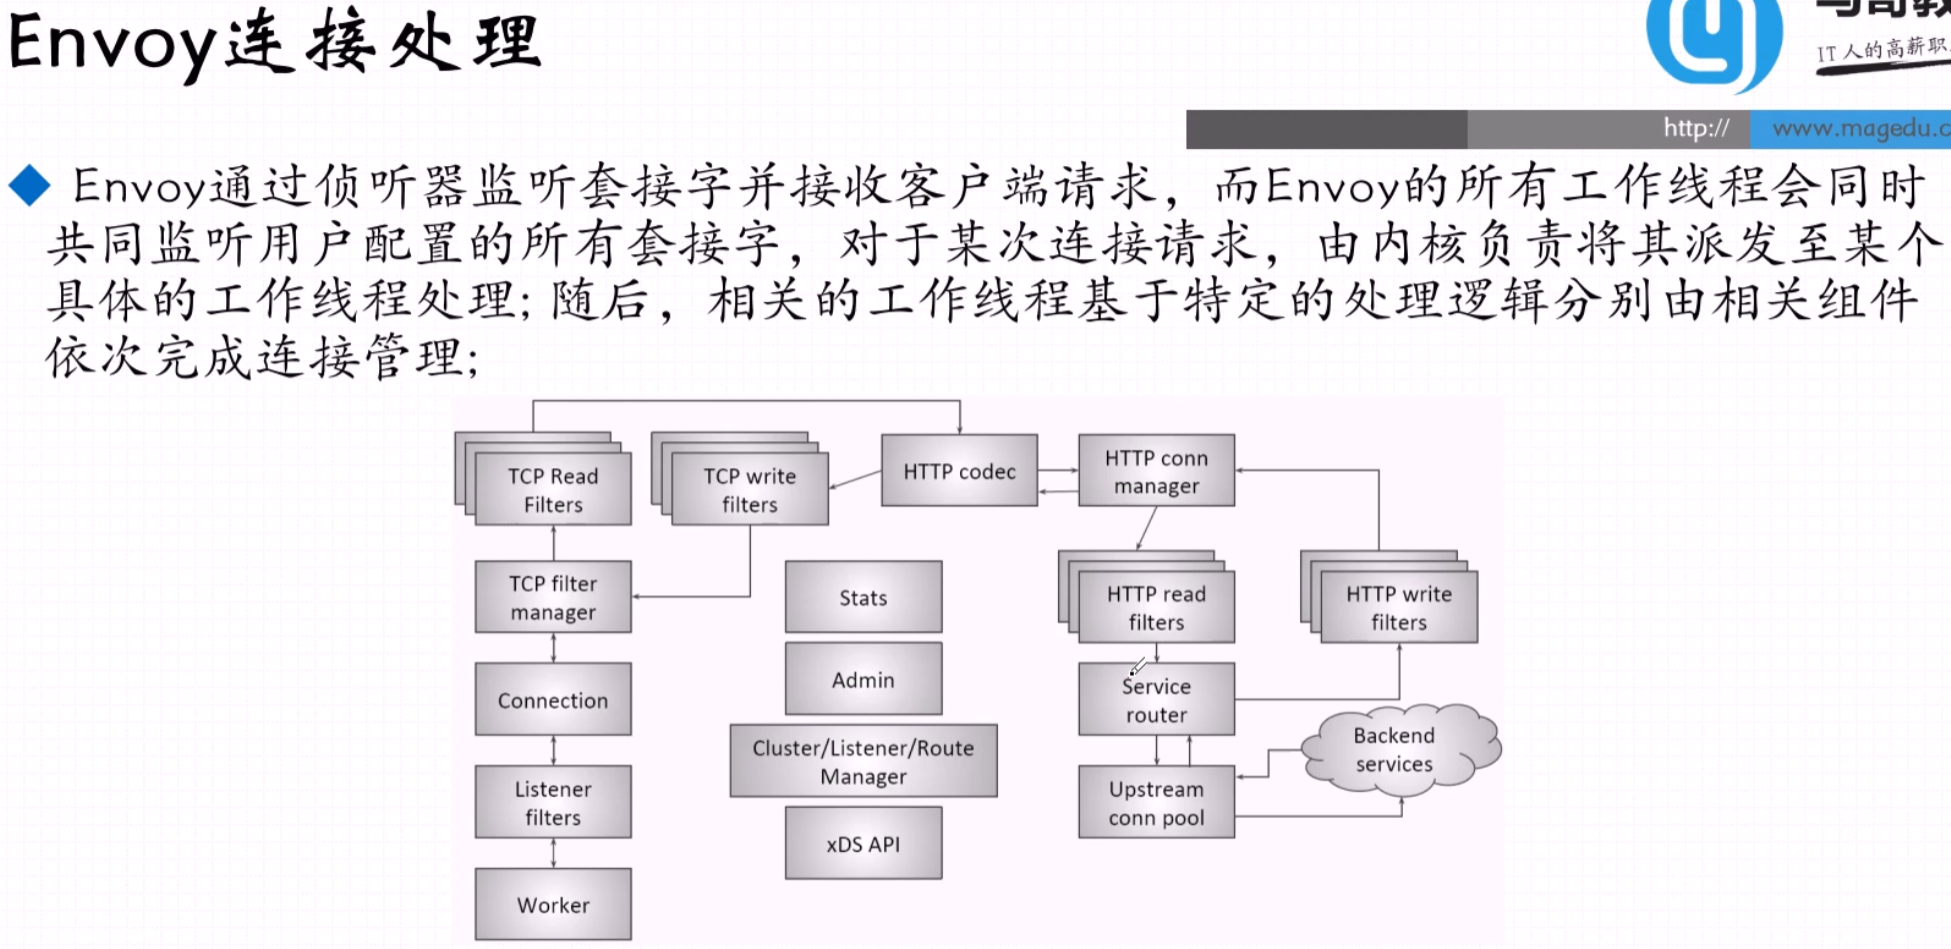 Envoy连接处理
IT人的高薪职
http://
www.magedu.c
Envoy通过侦听器监听套接字并接收客户端请求，而Envoy的所有工作线程会同时
共同监听用户配置的所有套接字，对于某次连接请求，由内核负责将其派发至某个
具体的工作线程处理;随后，相关的工作线程基于特定的处理逻辑分别由相关组件
依次完成连接管理;
TCP Read
Filters
TCP write
filters
HTTP codec
HTTP conn
manager
TCP filter
manager
Stats
HTTP read
filters
HTTP write
filters
Connection
Admin
Service
router
Backend
services
Cluster/Listener/Route
Manager
Listener
filters
Upstream
conn pool
xDS API
Worker